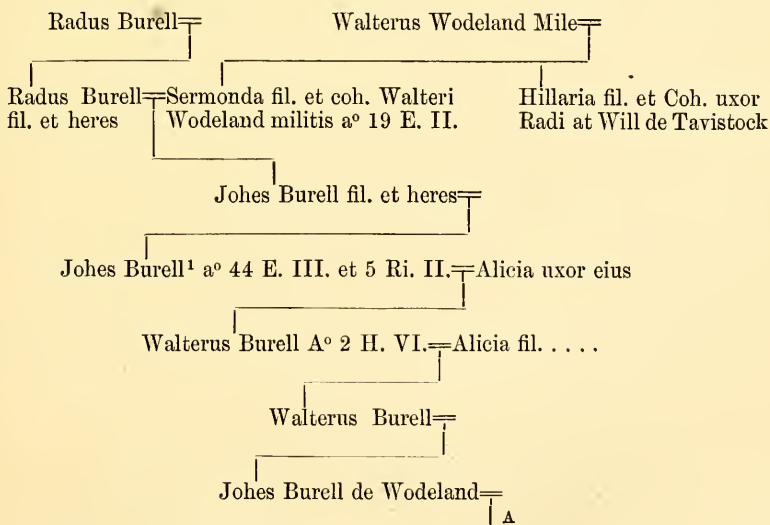 Radus Burell Walterus Wodeland Mile
Radus Burell Sermonda fil. et coh. Walteri Hillaria fil. et Coh. uxor
fil. et heres Wodeland militis aº 19 E. II. Radi at Will de Tavistock
Johes Burell fil. et heres
Johes Burell¹ aº 44 E. III. et 5 Ri. II. Alicia uxor eius
Walterus Burell Aº 2 H. VI. Alicia fil. . . . .
Walterus Burell
Johes Burell de Wodeland
A